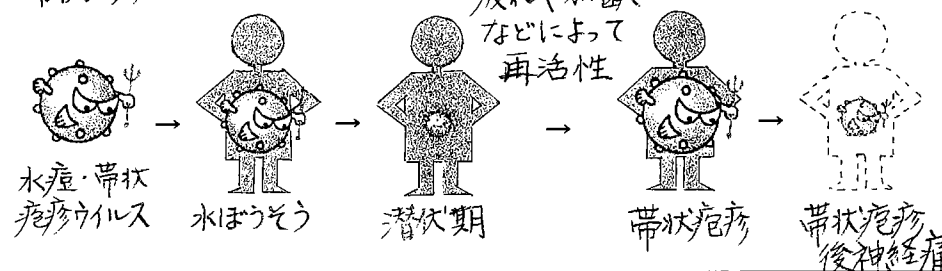 などによって
再活性
水痘・帯状
疱疹ウイルス
水ぼうそう
潜伏期
帯状疱疹
帯状疱疹
後神経痛